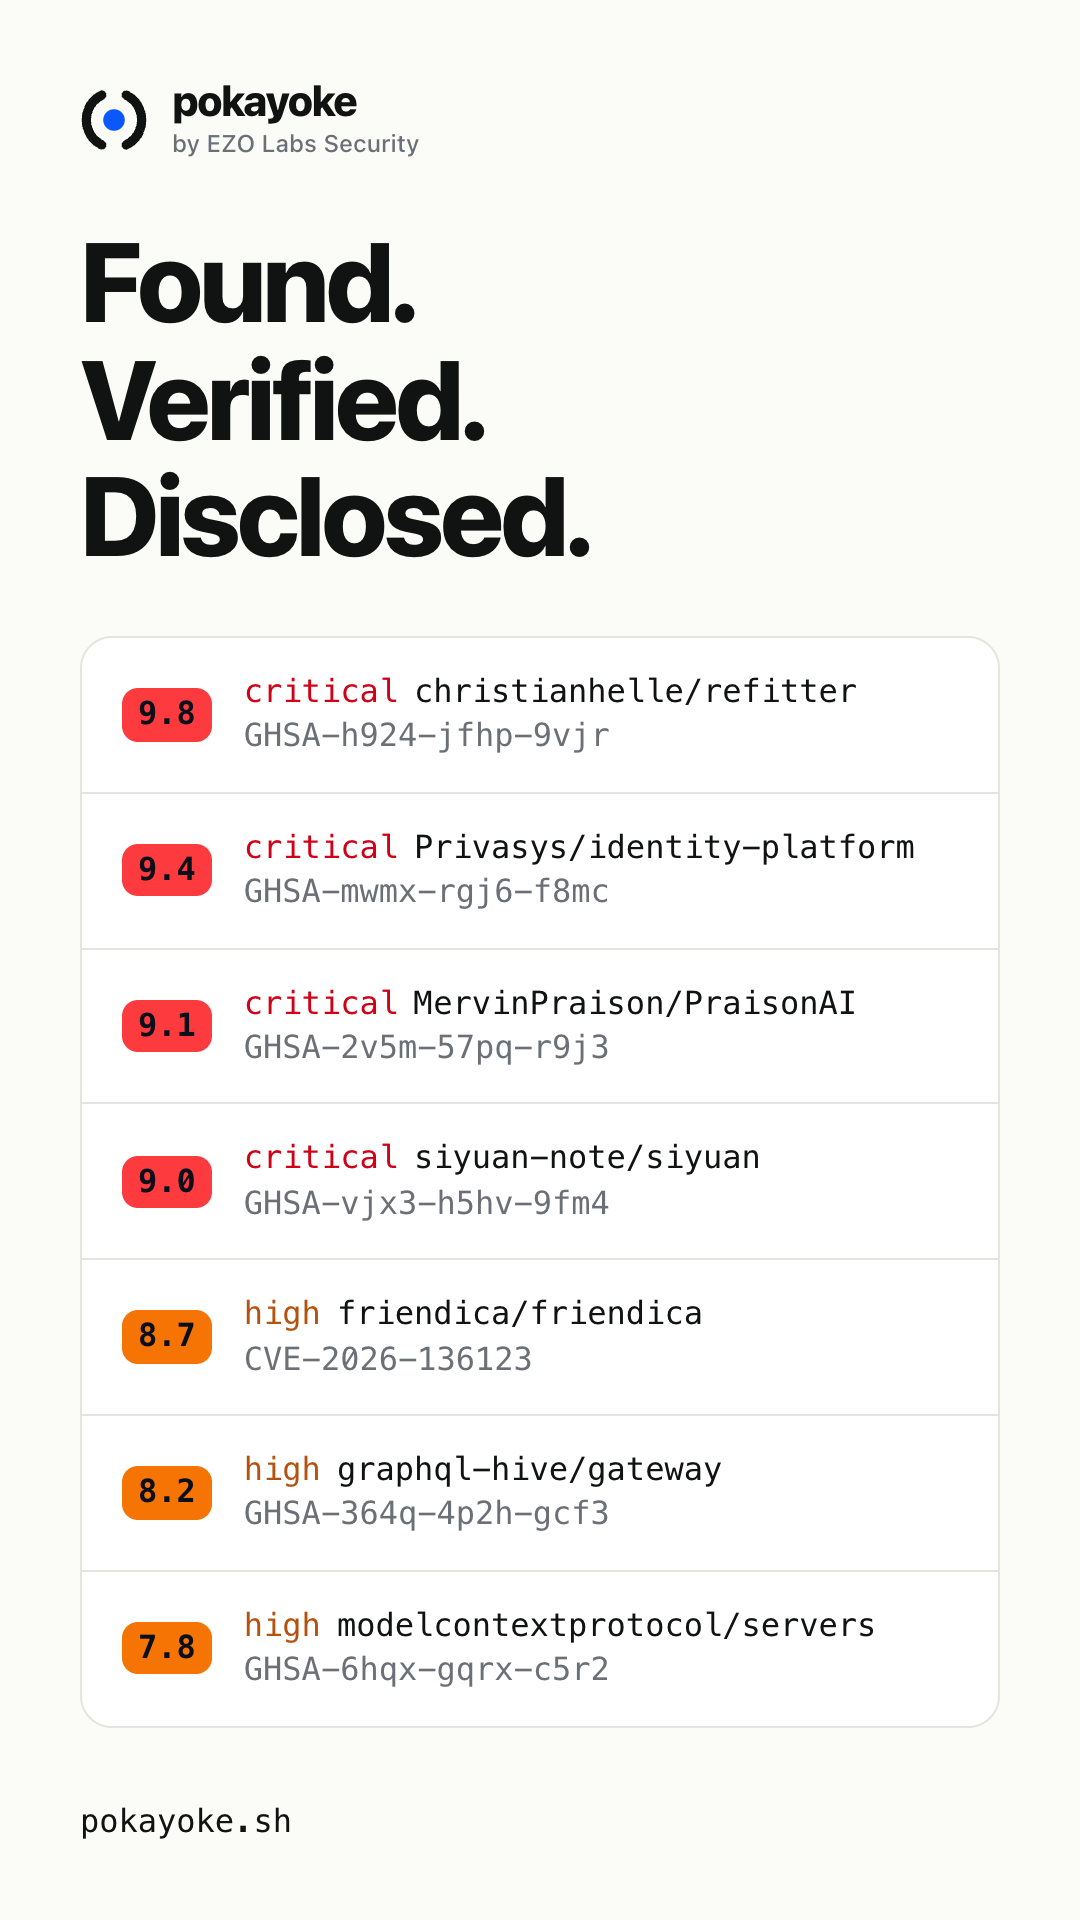 pokayoke
by EZO Labs Security
Found.
Verified.
Disclosed.
9.8 critical christianhelle/refitter
GHSA-h924-jfhp-9vjr
9.4 critical Privasys/identity-platform
GHSA-mwmx-rgj6-f8mc
9.1 critical MervinPraison/PraisonAI
GHSA-2v5m-57pq-r9j3
9.0 critical siyuan-note/siyuan
GHSA-vjx3-h5hv-9fm4
8.7 high friendica/friendica
CVE-2026-136123
8.2 high graphql-hive/gateway
GHSA-364q-4p2h-gcf3
7.8 high modelcontextprotocol/servers
GHSA-6hqx-gqrx-c5r2
pokayoke.sh